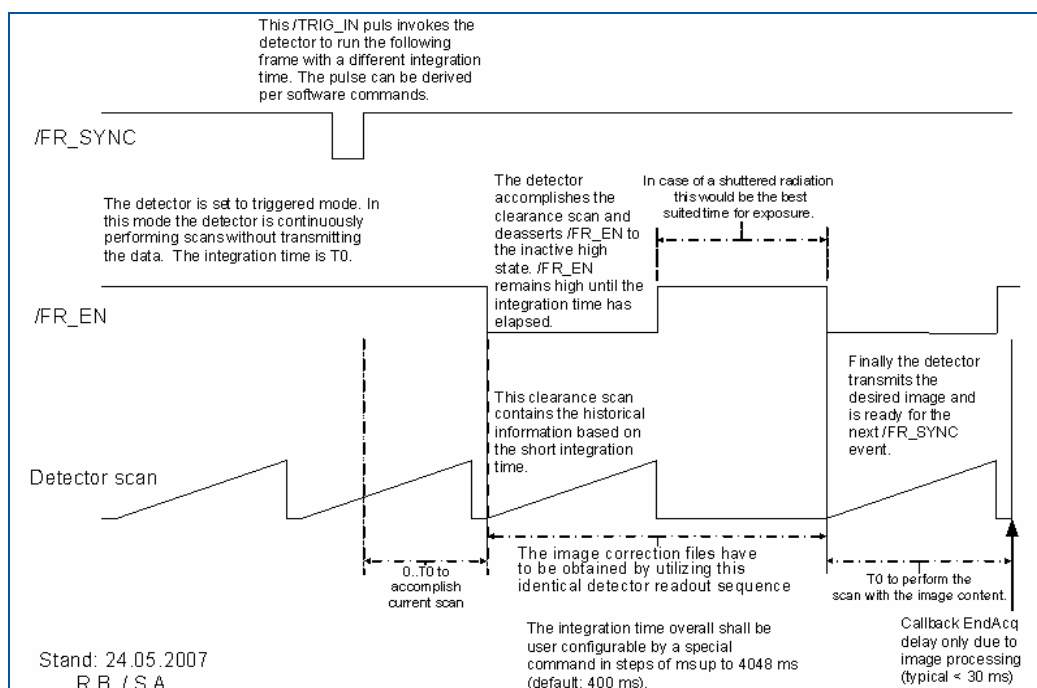 This /TRIG_IN puls invokes the
detector to run the following
frame with a different integration
time. The pulse can be derived
per software commands.
/FR_SYNC
The detector is set to triggered mode. In
this mode the detector is continuously
performing scans without transmitting
the data. The integration time is T0.
The detector
accomplishes the
clearance scan and
deasserts /FR_EN to
the inactive high
state. /FR_EN
remains high until the
integration time has
elapsed.
In case of a shuttered radiation
this would be the best
suited time for exposure.
/FR_EN
This clearance scan
contains the historical
information based on
the short integration
time.
Finally the detector
transmits the
desired image and
is ready for the
next /FR_SYNC
event.
Detector scan
0..T0 to
accomplish
current scan
The image correction files have
to be obtained by utilizing this
identical detector readout sequence
T0 to perform the
scan with the image content.
The integration time overall shall be
user configurable by a special
command in steps of ms up to 4048 ms
(default: 400 ms).
Callback EndAcq
delay only due to
image processing
(typical < 30 ms)
Stand: 24.05.2007
R.B. / S.A.